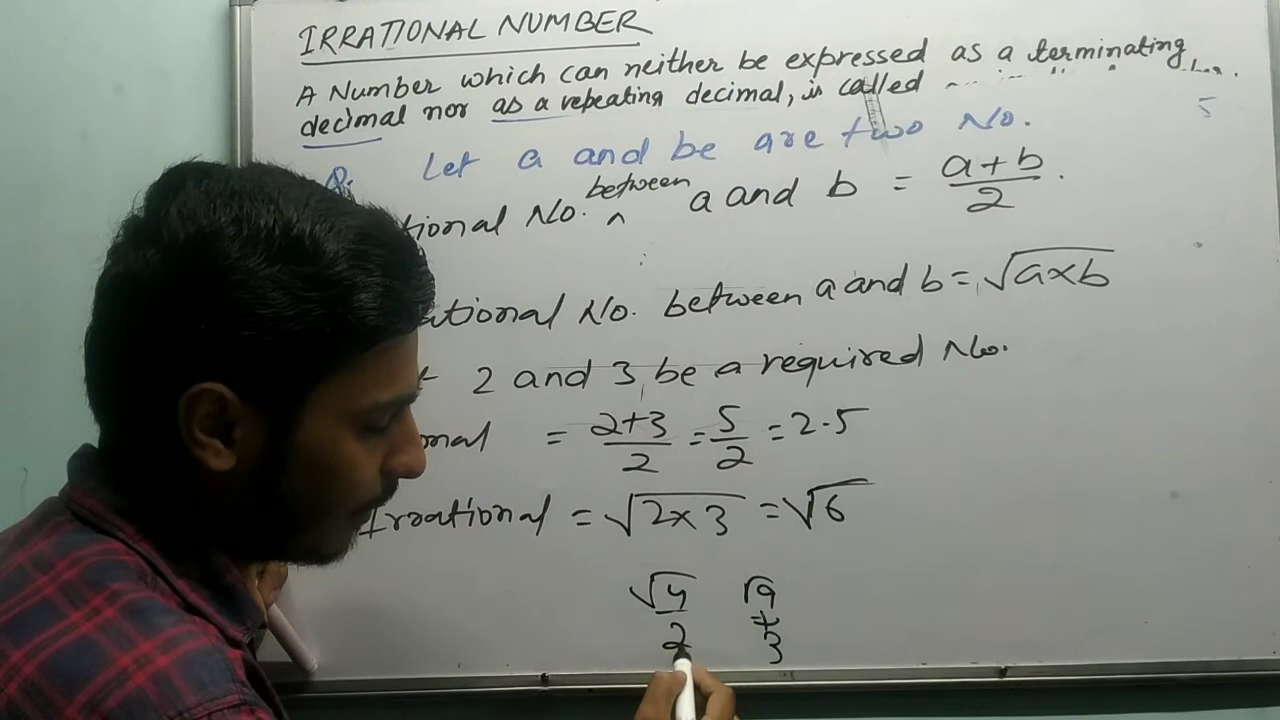 IRRATIONAL NUMBER
A Number which can neither be expressed as a terminating
decimal nor as a repeating decimal, is called
5
Q. Let a and be are two No.
between
tional No. ^ a and b = a+b/2.
ational No. between a and b = √a×b
2 and 3 be a required No.
onal = 2+3/2 = 5/2 = 2.5
Irrational = √2×3 = √6
√4 √9
2 3